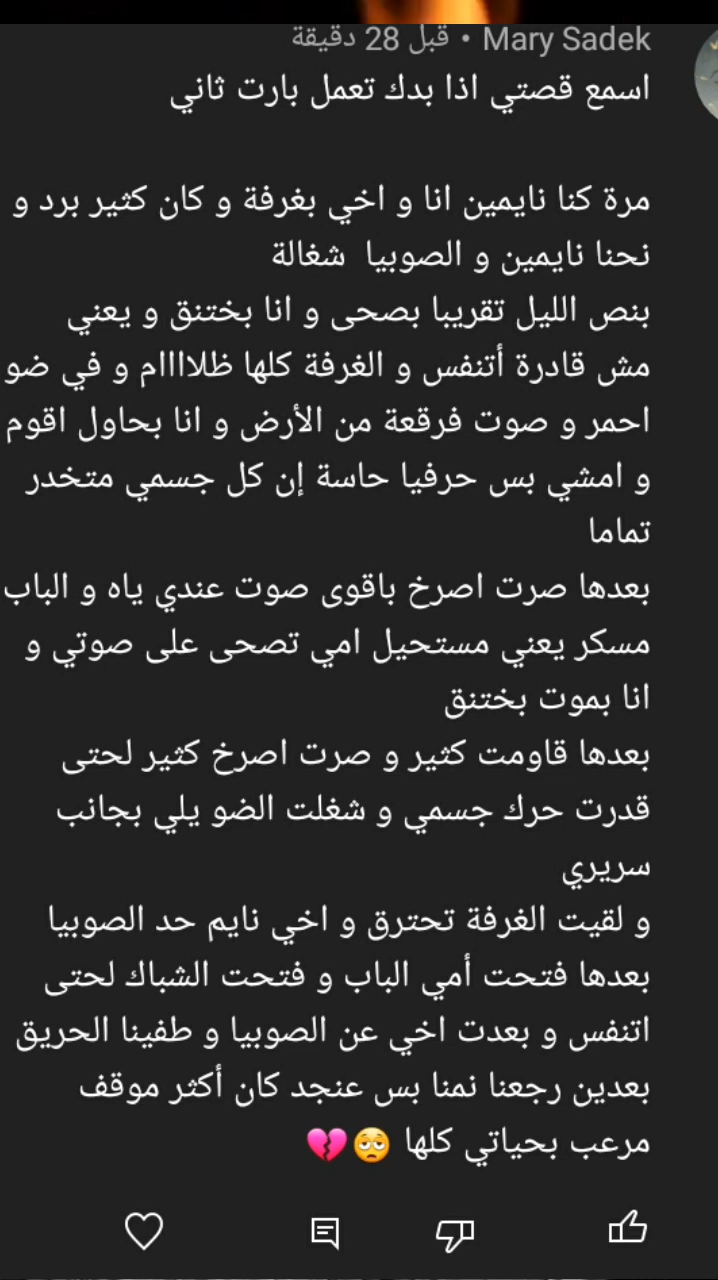 Mary Sadek • قبل 28 دقيقة
اسمع قصتي اذا بدك تعمل بارت ثاني
مرة كنا نايمين انا و اخي بغرفة و كان كثير برد و
نحنا نايمين و الصوبيا شغالة
بنص الليل تقريبا بصحى و انا بختنق و يعني
مش قادرة أتنفس و الغرفة كلها ظلاااام و في ضو
احمر و صوت فرقعة من الأرض و انا بحاول اقوم
و امشي بس حرفيا حاسة إن كل جسمي متخدر
تماما
بعدها صرت اصرخ باقوى صوت عندي ياه و الباب
مسكر يعني مستحيل امي تصحى على صوتي و
انا بموت بختنق
بعدها قاومت كثير و صرت اصرخ كثير لحتى
قدرت حرك جسمي و شغلت الضو يلي بجانب
سريري
و لقيت الغرفة تحترق و اخي نايم حد الصوبيا
بعدها فتحت أمي الباب و فتحت الشباك لحتى
اتنفس و بعدت اخي عن الصوبيا و طفينا الحريق
بعدين رجعنا نمنا بس عنجد كان أكثر موقف
مرعب بحياتي كلها 🥺💔